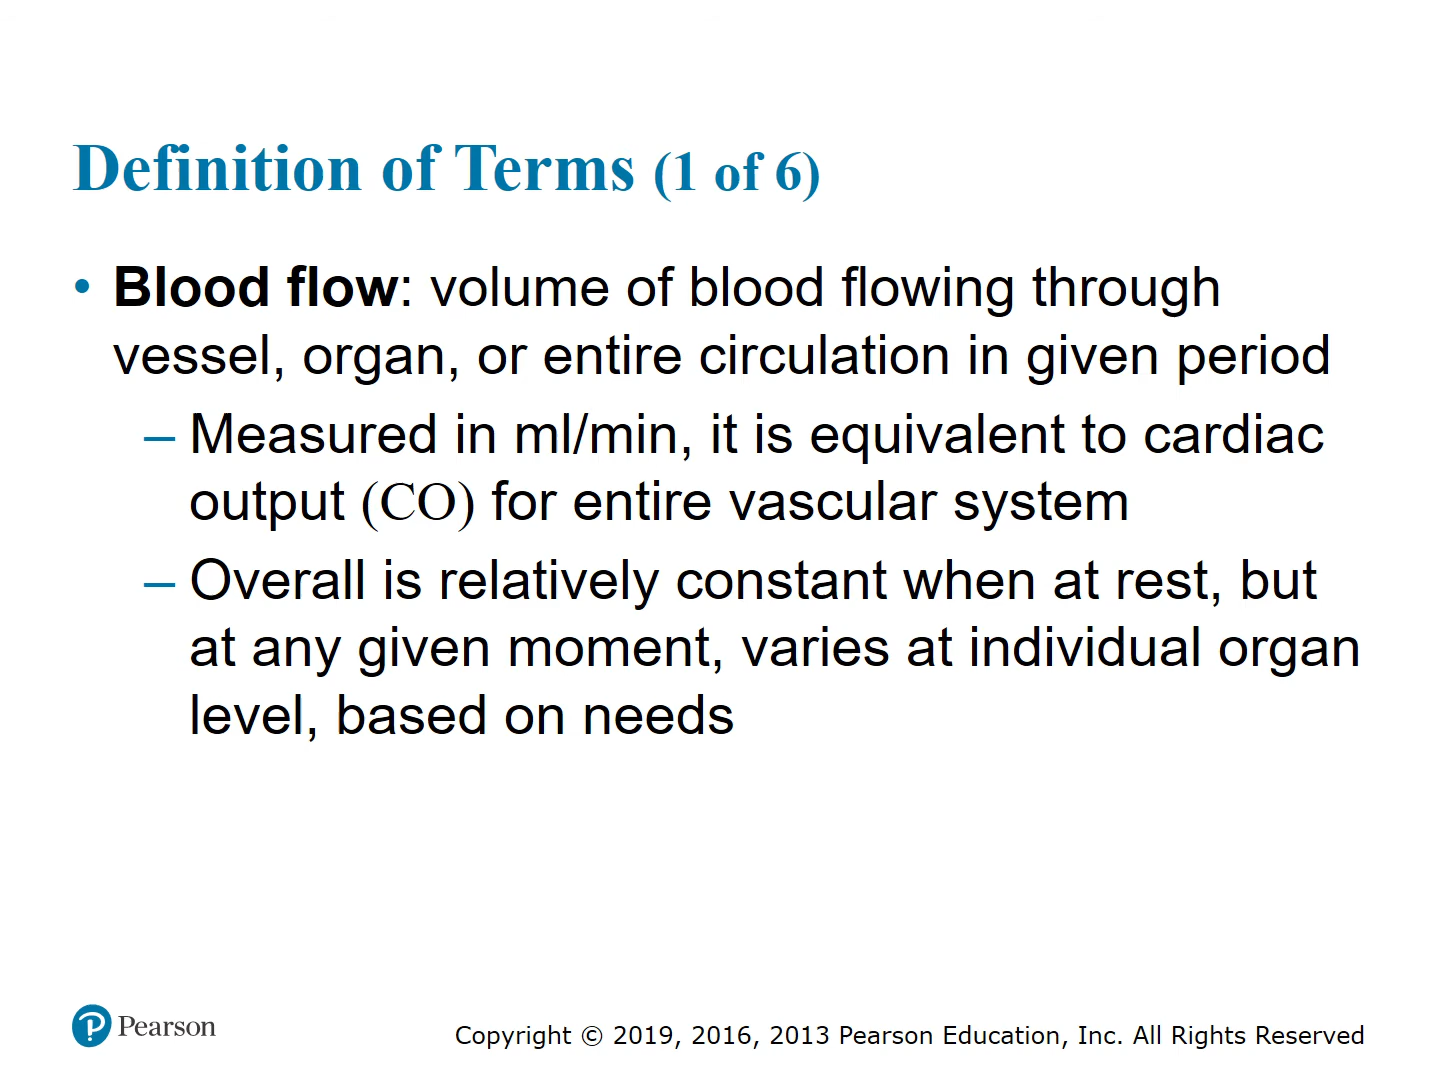 Definition of Terms (1 of 6)
• Blood flow: volume of blood flowing through
vessel, organ, or entire circulation in given period
– Measured in ml/min, it is equivalent to cardiac
output (CO) for entire vascular system
– Overall is relatively constant when at rest, but
at any given moment, varies at individual organ
level, based on needs
Pearson
Copyright © 2019, 2016, 2013 Pearson Education, Inc. All Rights Reserved